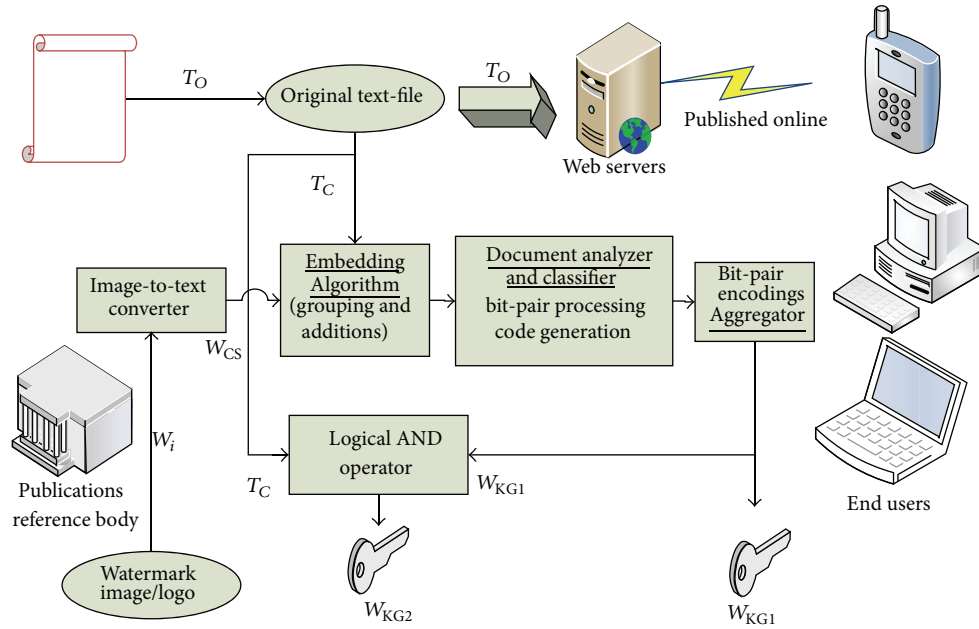 T_O
Original text-file
T_O
Published online
Web servers
T_C
Image-to-text
converter
W_CS
Embedding
Algorithm
(grouping and
additions)
Document analyzer
and classifier
bit-pair processing
code generation
Bit-pair
encodings
Aggregator
W_i
Publications
reference body
Logical AND
operator
T_C
W_KG1
End users
Watermark
image/logo
W_KG2
W_KG1